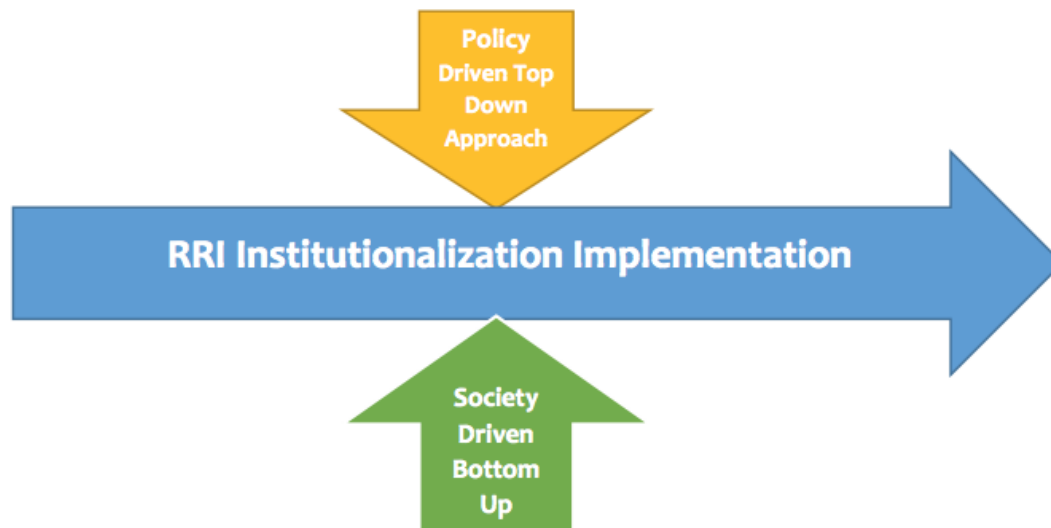 Policy
Driven Top
Down
Approach
RRI Institutionalization Implementation
Society
Driven
Bottom
Up